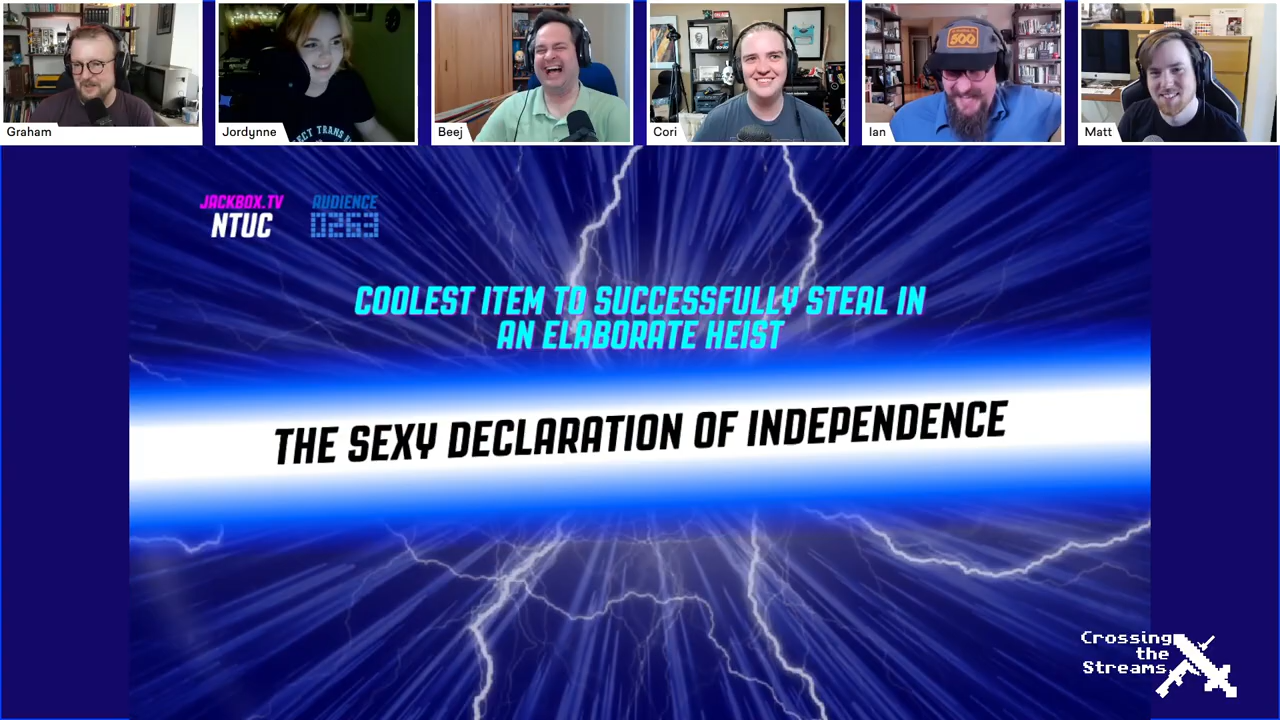 Graham
Jordynne
Beej
Cori
Ian
Matt
500
JACKBOX.TV
NTUC
AUDIENCE
0263
COOLEST ITEM TO SUCCESSFULLY STEAL IN
AN ELABORATE HEIST
THE SEXY DECLARATION OF INDEPENDENCE
Crossing
the
Streams